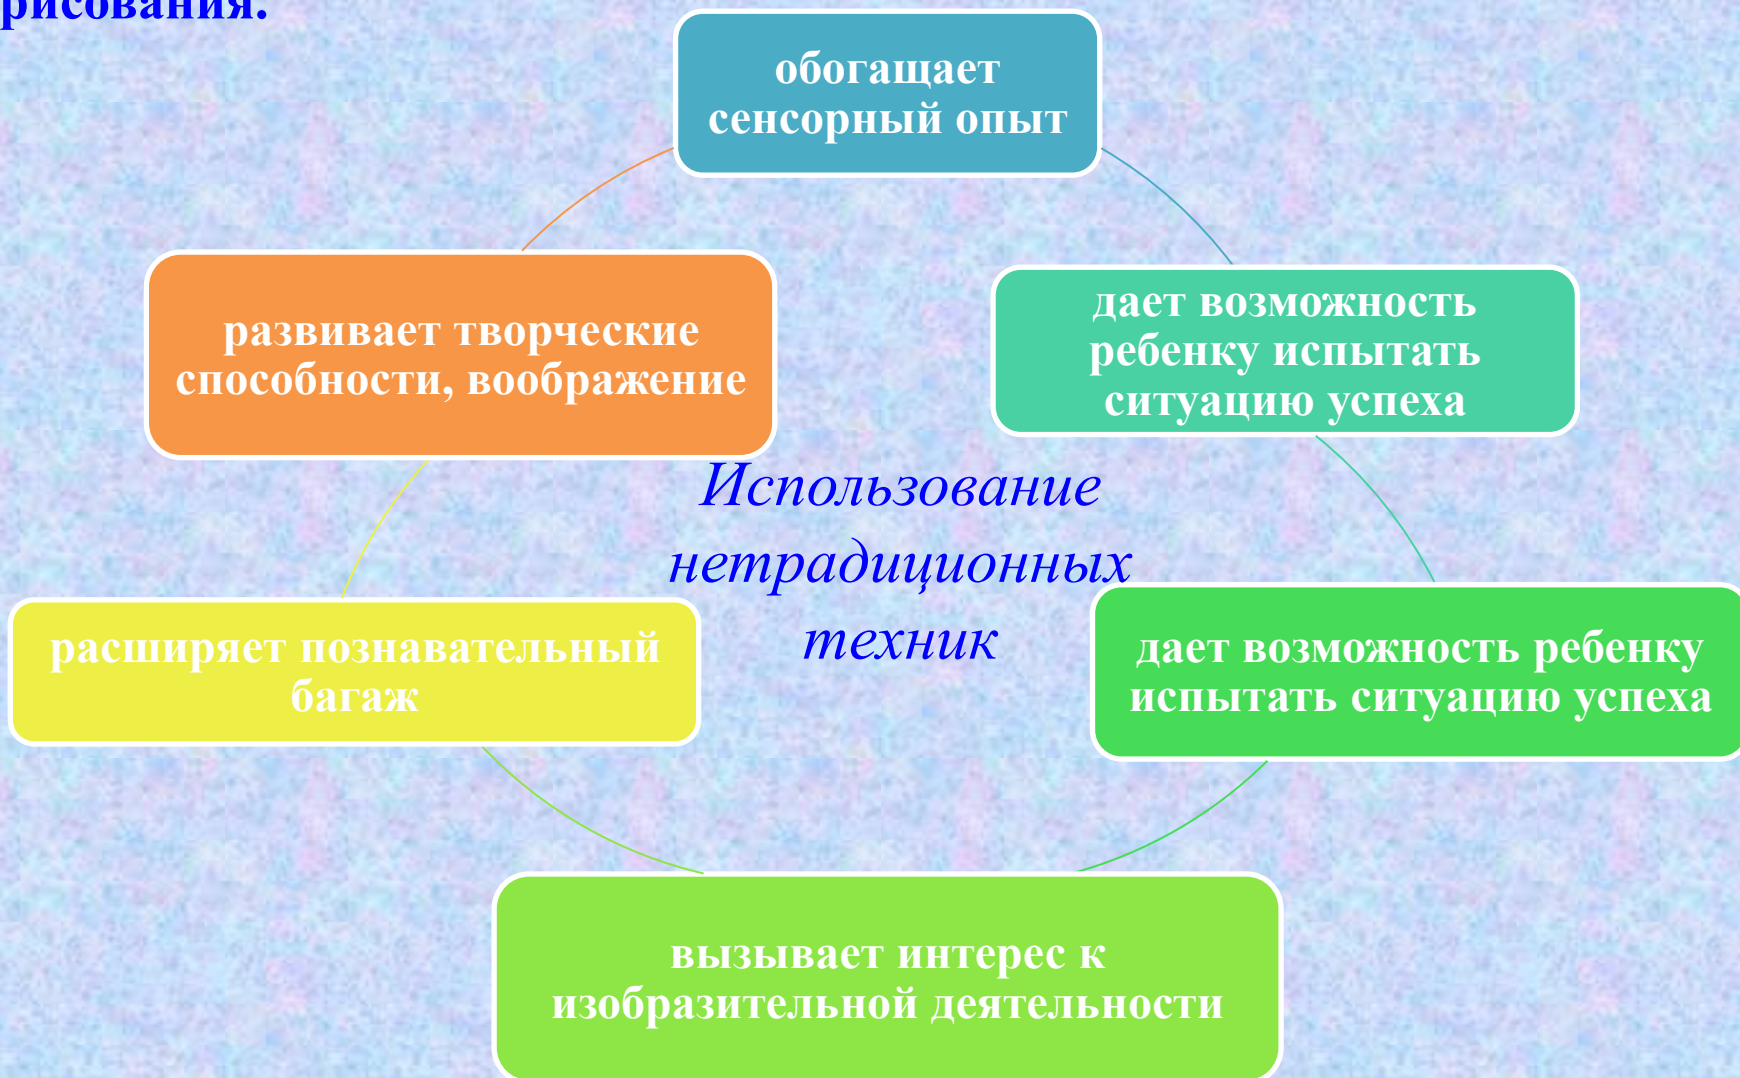 рисования.
обогащает
сенсорный опыт
развивает творческие
способности, воображение
дает возможность
ребенку испытать
ситуацию успеха
Использование
нетрадиционных
техник
расширяет познавательный
багаж
дает возможность ребенку
испытать ситуацию успеха
вызывает интерес к
изобразительной деятельности